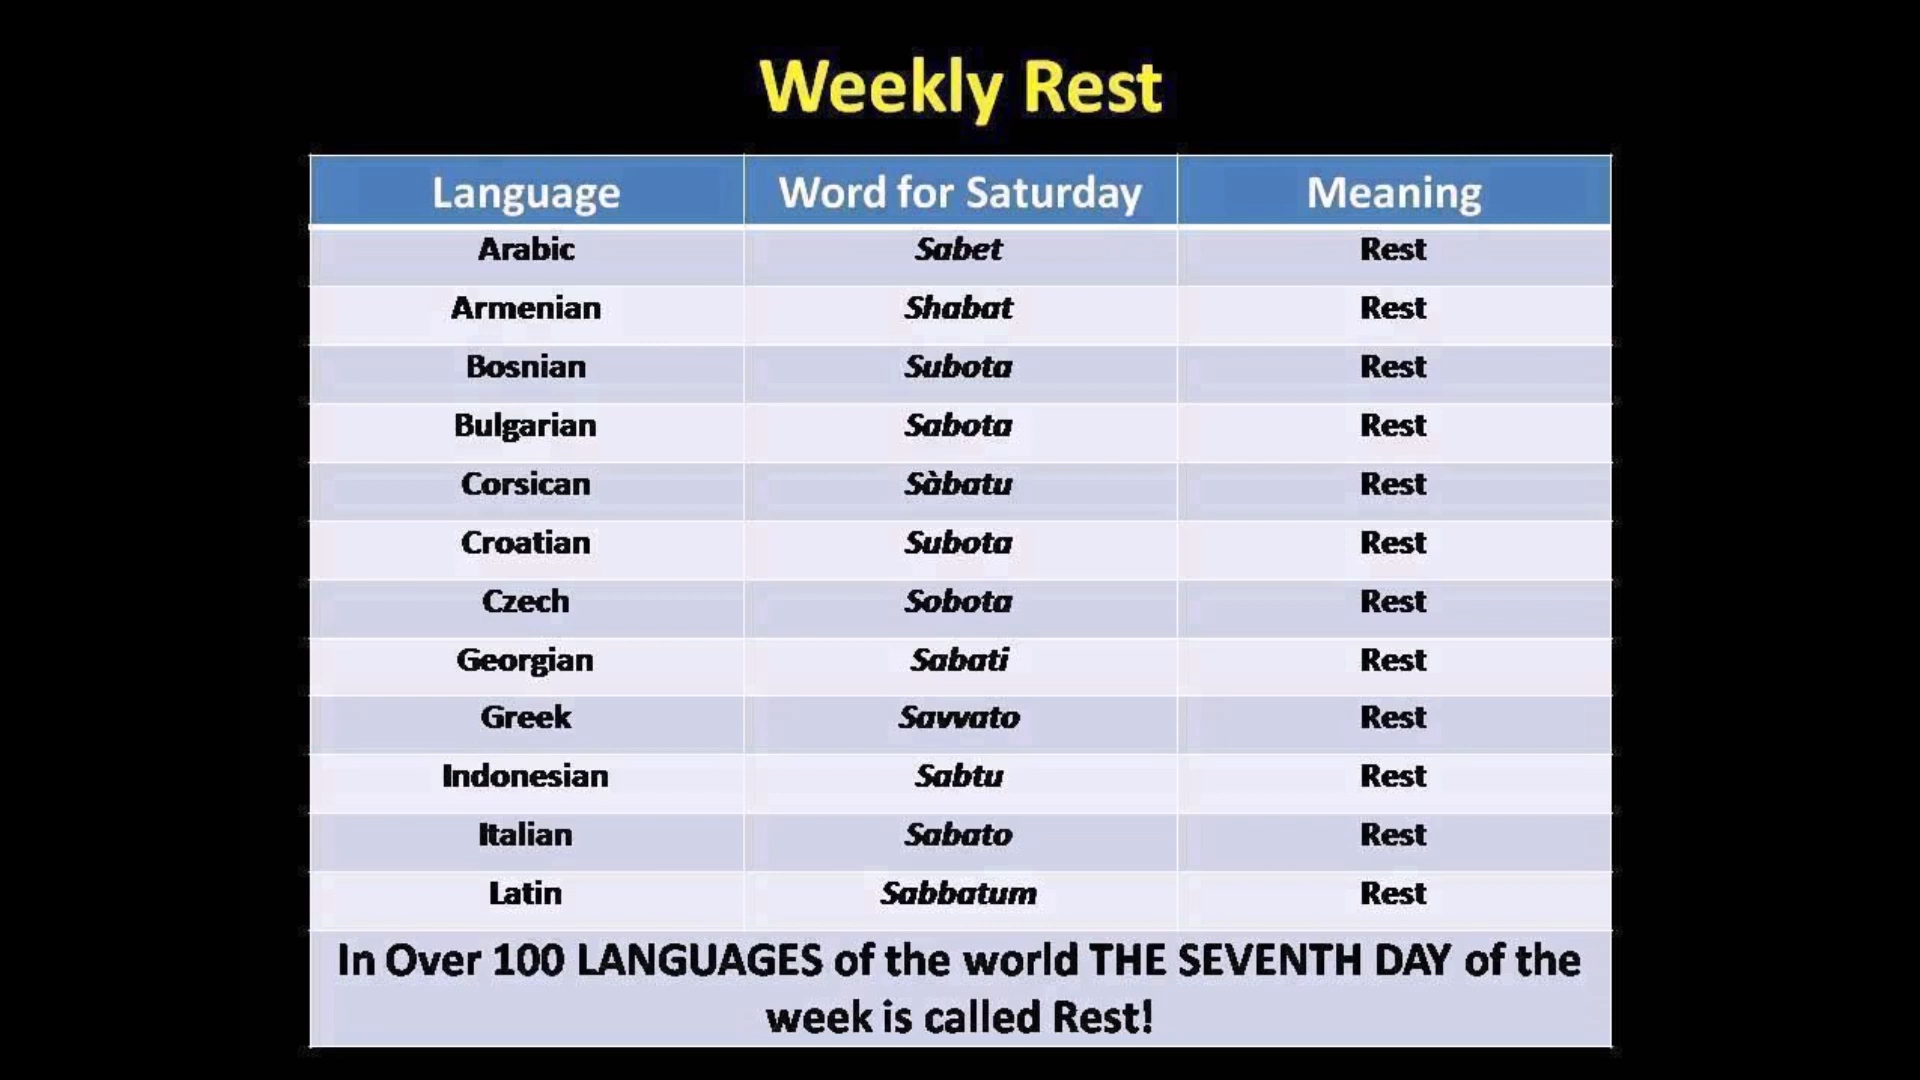 Weekly Rest
Language Word for Saturday Meaning
Arabic Sabet Rest
Armenian Shabat Rest
Bosnian Subota Rest
Bulgarian Sabota Rest
Corsican Sàbatu Rest
Croatian Subota Rest
Czech Sobota Rest
Georgian Sabati Rest
Greek Savvato Rest
Indonesian Sabtu Rest
Italian Sabato Rest
Latin Sabbatum Rest
In Over 100 LANGUAGES of the world THE SEVENTH DAY of the
week is called Rest!